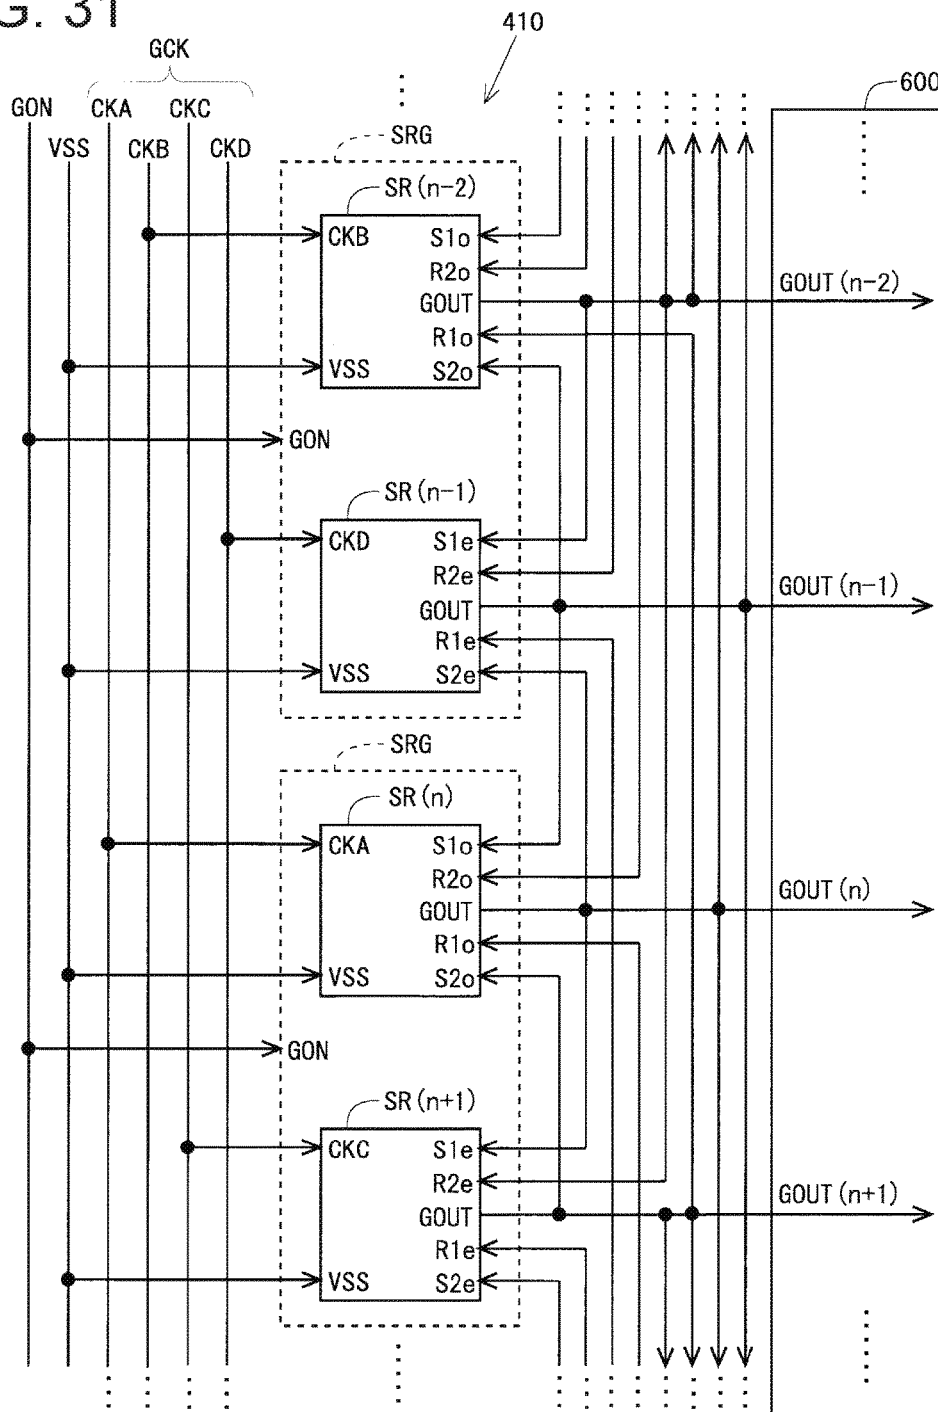 G. 31
410
GCK
600
GON CKA CKC
VSS CKB CKD
SRG
SR(n-2)
CKB S1o
R2o
GOUT GOUT(n-2)
R1o
VSS S2o
GON
SR(n-1)
CKD S1e
R2e
GOUT GOUT(n-1)
R1e
VSS S2e
SRG
SR(n)
CKA S1o
R2o
GOUT GOUT(n)
R1o
VSS S2o
GON
SR(n+1)
CKC S1e
R2e
GOUT GOUT(n+1)
R1e
VSS S2e